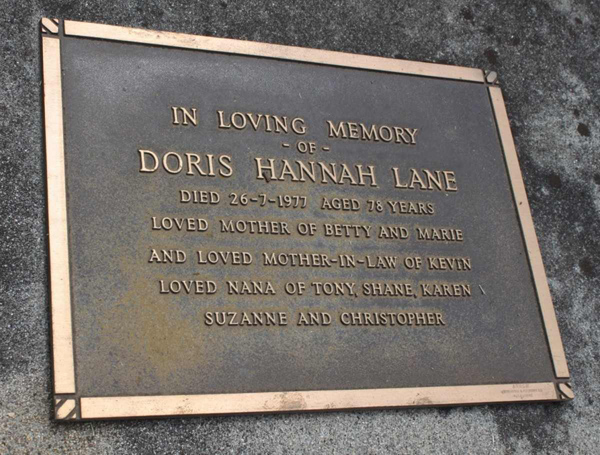 IN LOVING MEMORY
- OF -
DORIS HANNAH LANE
DIED 26-7-1977 AGED 78 YEARS
LOVED MOTHER OF BETTY AND MARIE
AND LOVED MOTHER-IN-LAW OF KEVIN
LOVED NANA OF TONY, SHANE, KAREN
SUZANNE AND CHRISTOPHER